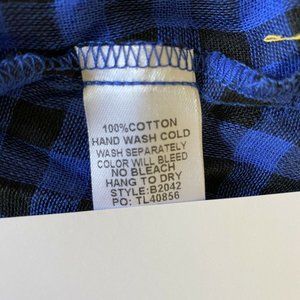 100%COTTON
HAND WASH COLD
WASH SEPARATELY
COLOR WILL BLEED
NO BLEACH
HANG TO DRY
STYLE:B2042
PO: TL40856